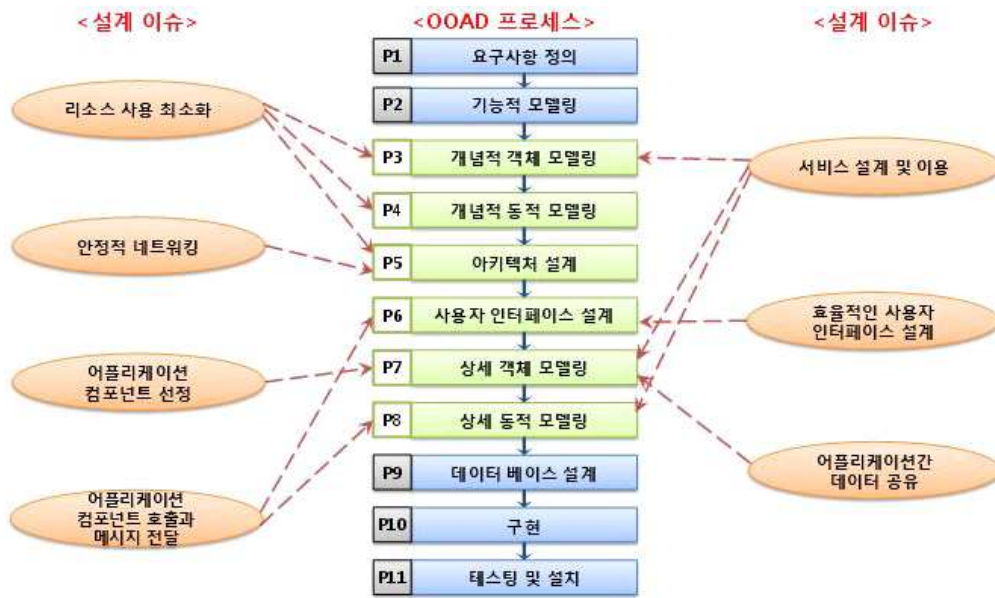 <설계 이슈>
<OOAD 프로세스>
<설계 이슈>
P1 요구사항 정의
P2 기능적 모델링
P3 개념적 객체 모델링
P4 개념적 동적 모델링
P5 아키텍처 설계
P6 사용자 인터페이스 설계
P7 상세 객체 모델링
P8 상세 동적 모델링
P9 데이터 베이스 설계
P10 구현
P11 테스팅 및 설치
리소스 사용 최소화
안정적 네트워킹
어플리케이션
컴포넌트 선정
어플리케이션
컴포넌트 호출과
메시지 전달
서비스 설계 및 이용
효율적인 사용자
인터페이스 설계
어플리케이션간
데이터 공유